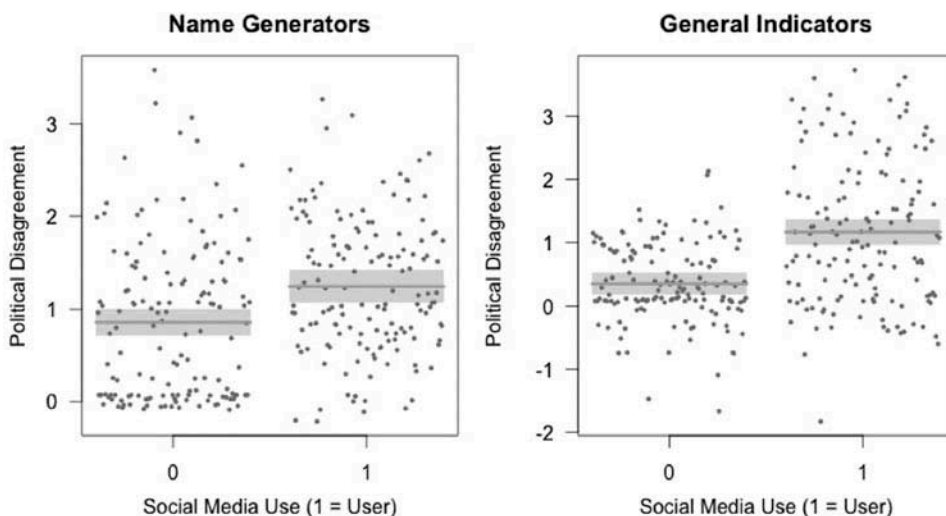 Name Generators
Political Disagreement
3
2
1
0
0
1
Social Media Use (1 = User)
General Indicators
Political Disagreement
3
2
1
0
-1
-2
0
1
Social Media Use (1 = User)